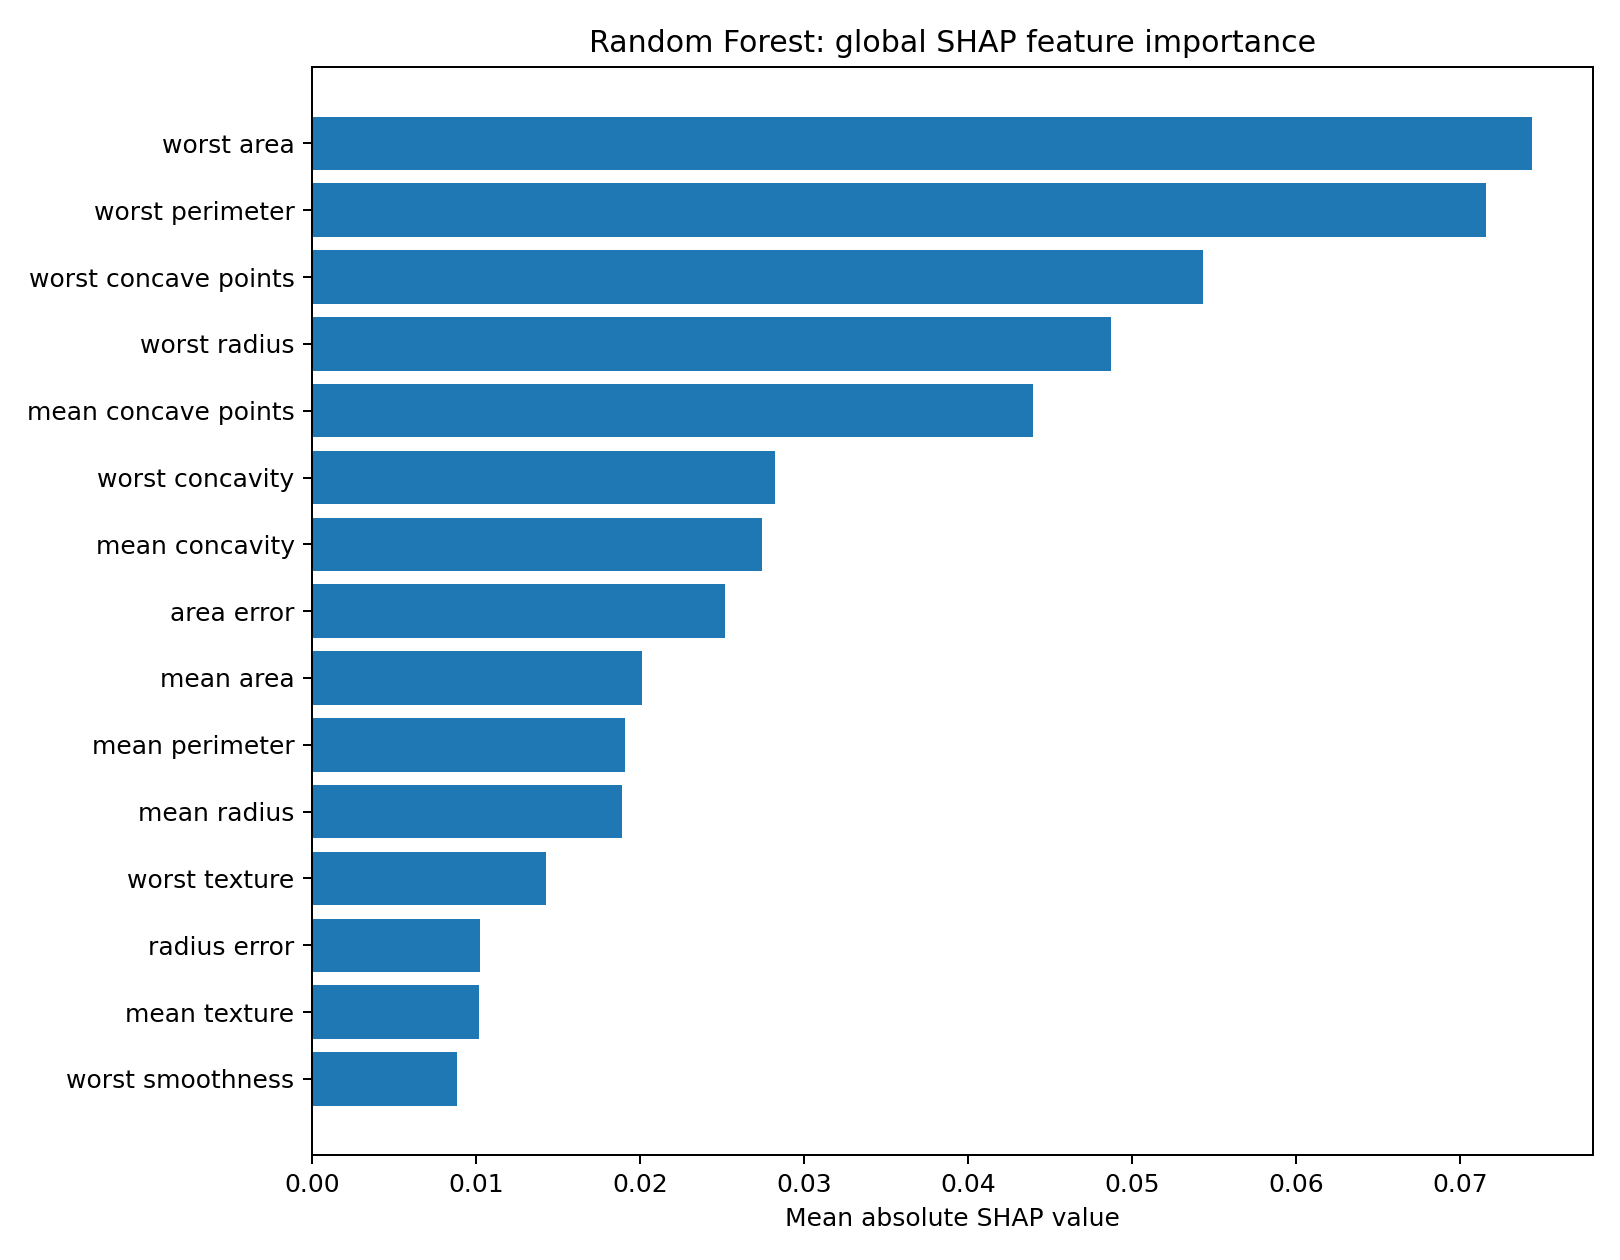 Random Forest: global SHAP feature importance
worst area
worst perimeter
worst concave points
worst radius
mean concave points
worst concavity
mean concavity
area error
mean area
mean perimeter
mean radius
worst texture
radius error
mean texture
worst smoothness
0.00 0.01 0.02 0.03 0.04 0.05 0.06 0.07
Mean absolute SHAP value